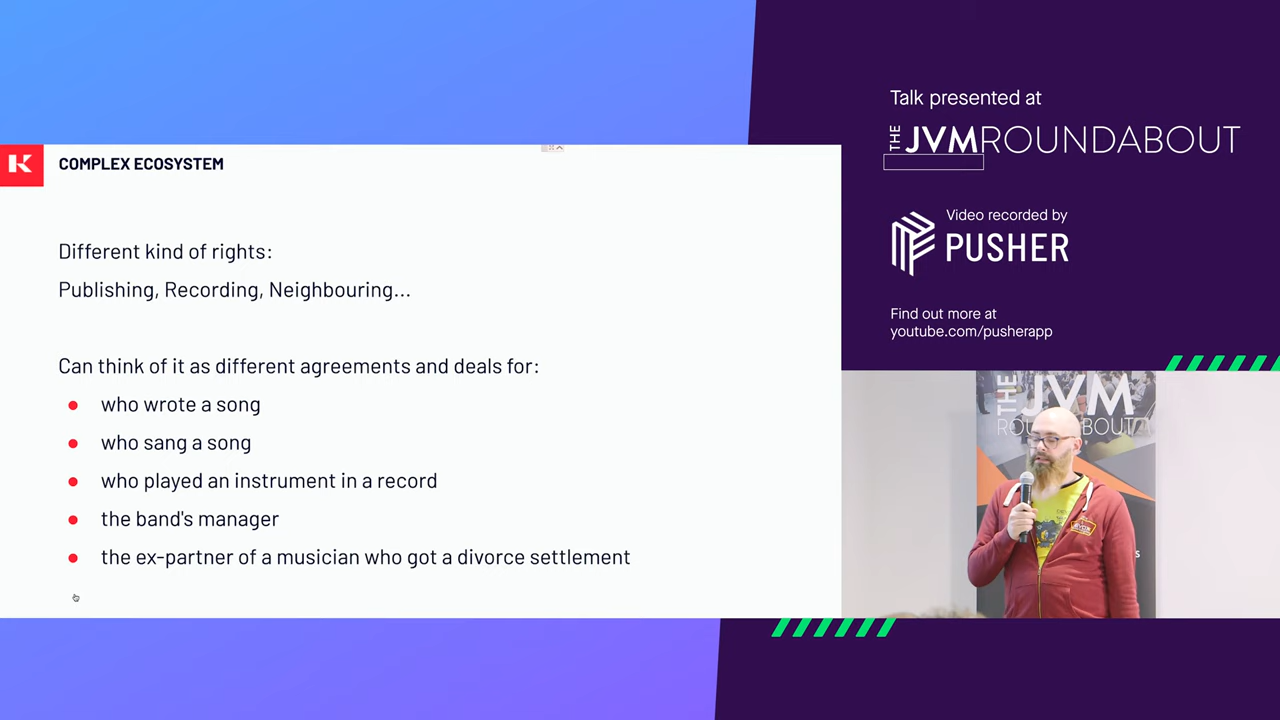 K COMPLEX ECOSYSTEM
Different kind of rights:
Publishing, Recording, Neighbouring...
Can think of it as different agreements and deals for:
who wrote a song
who sang a song
who played an instrument in a record
the band's manager
the ex-partner of a musician who got a divorce settlement
Talk presented at
THE JVMROUNDABOUT
Video recorded by
PUSHER
Find out more at
youtube.com/pusherapp
THE JVM
ROUNDABOUT